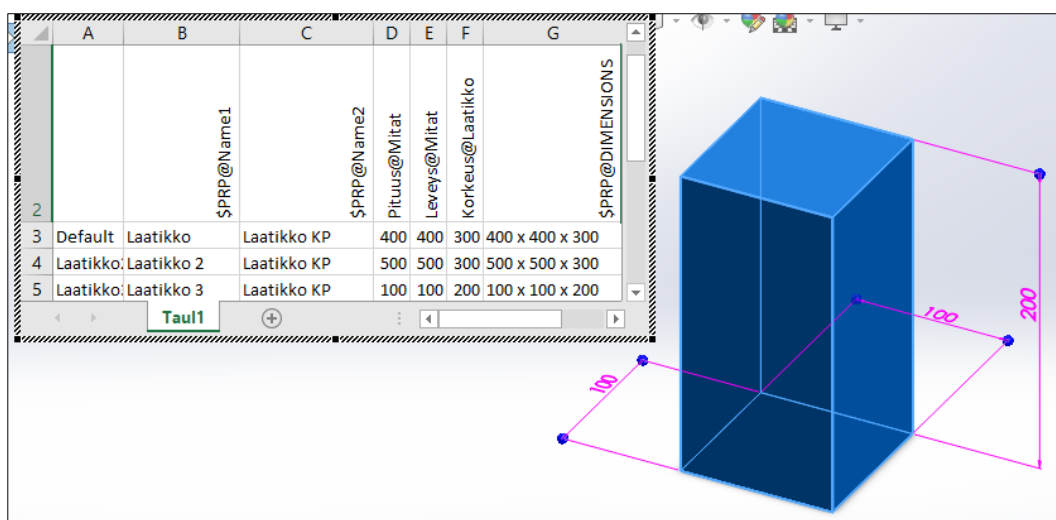 A B C D E F G
2 $PRP@Name1 $PRP@Name2 Pituus@Mitat Leveys@Mitat Korkeus@Laatikko $PRP@DIMENSIONS
3 Default Laatikko Laatikko KP 400 400 300 400 x 400 x 300
4 Laatikko Laatikko 2 Laatikko KP 500 500 300 500 x 500 x 300
5 Laatikko Laatikko 3 Laatikko KP 100 100 200 100 x 100 x 200
Taul1
200
100
100